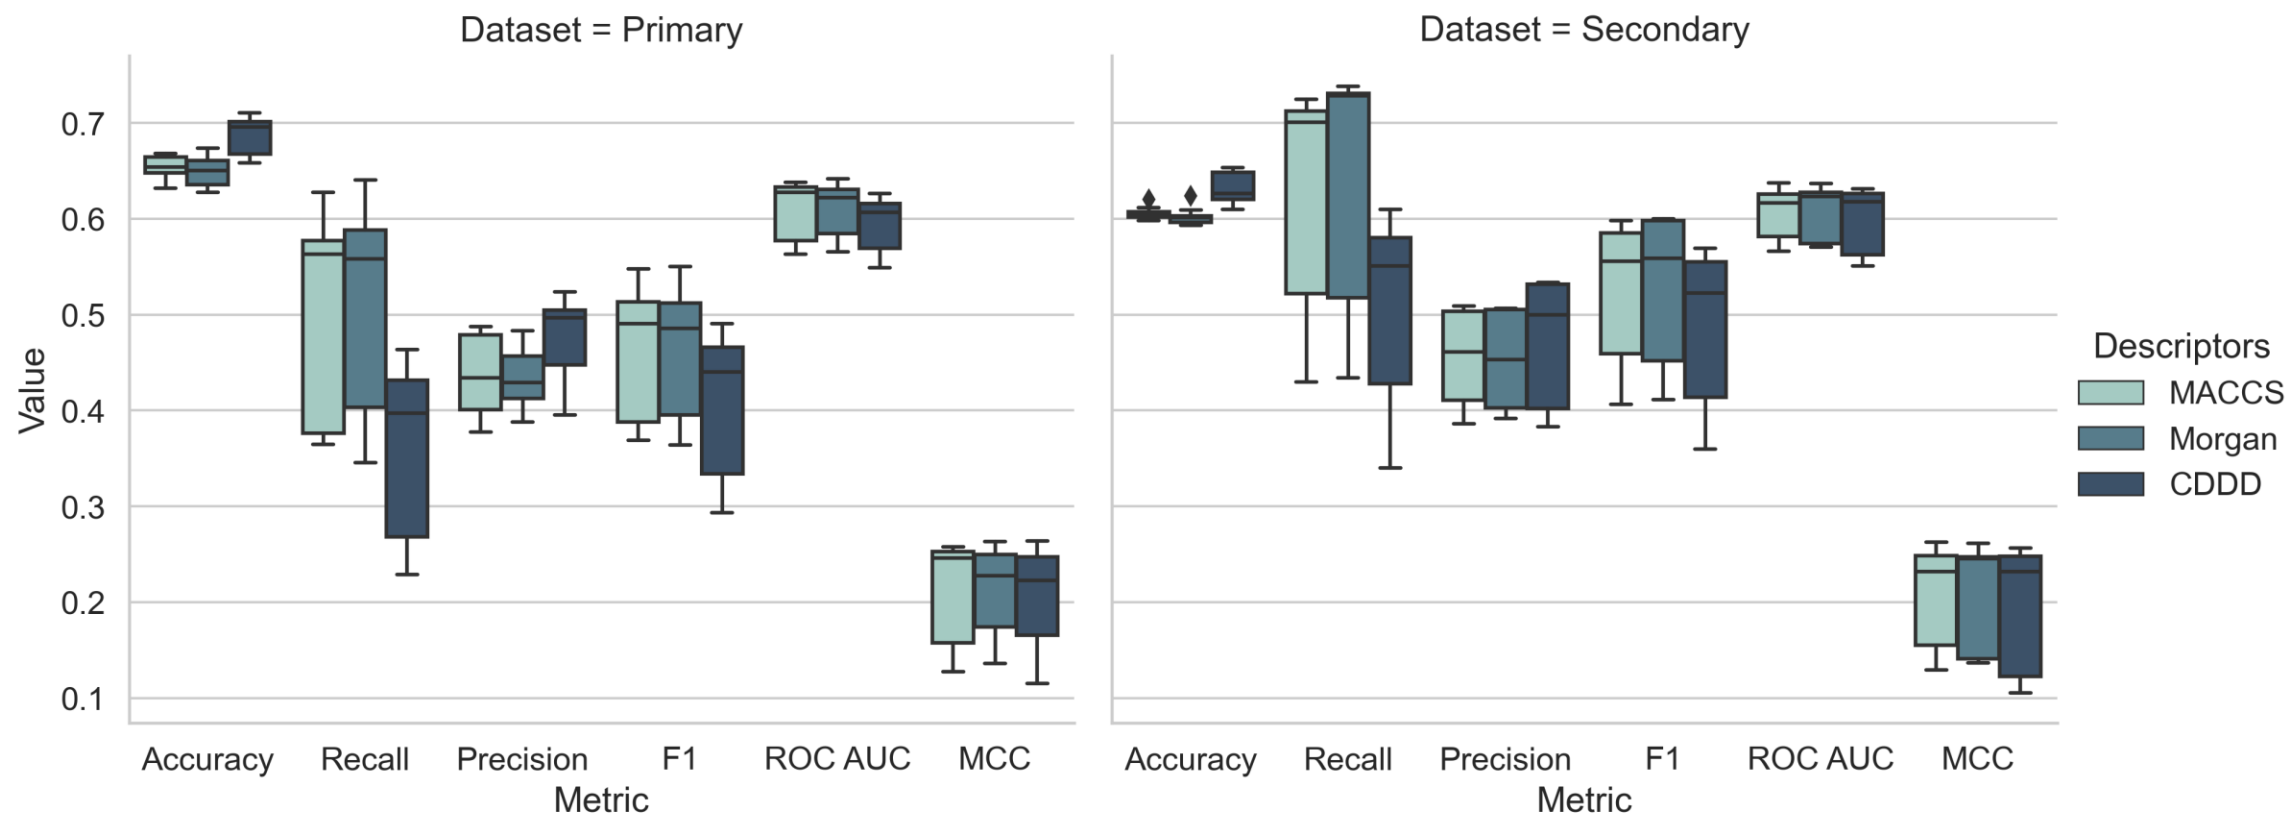 Dataset = Primary
Dataset = Secondary
Value
0.7
0.6
0.5
0.4
0.3
0.2
0.1
Accuracy Recall Precision F1 ROC AUC MCC
Metric
Accuracy Recall Precision F1 ROC AUC MCC
Metric
Descriptors
MACCS
Morgan
CDDD